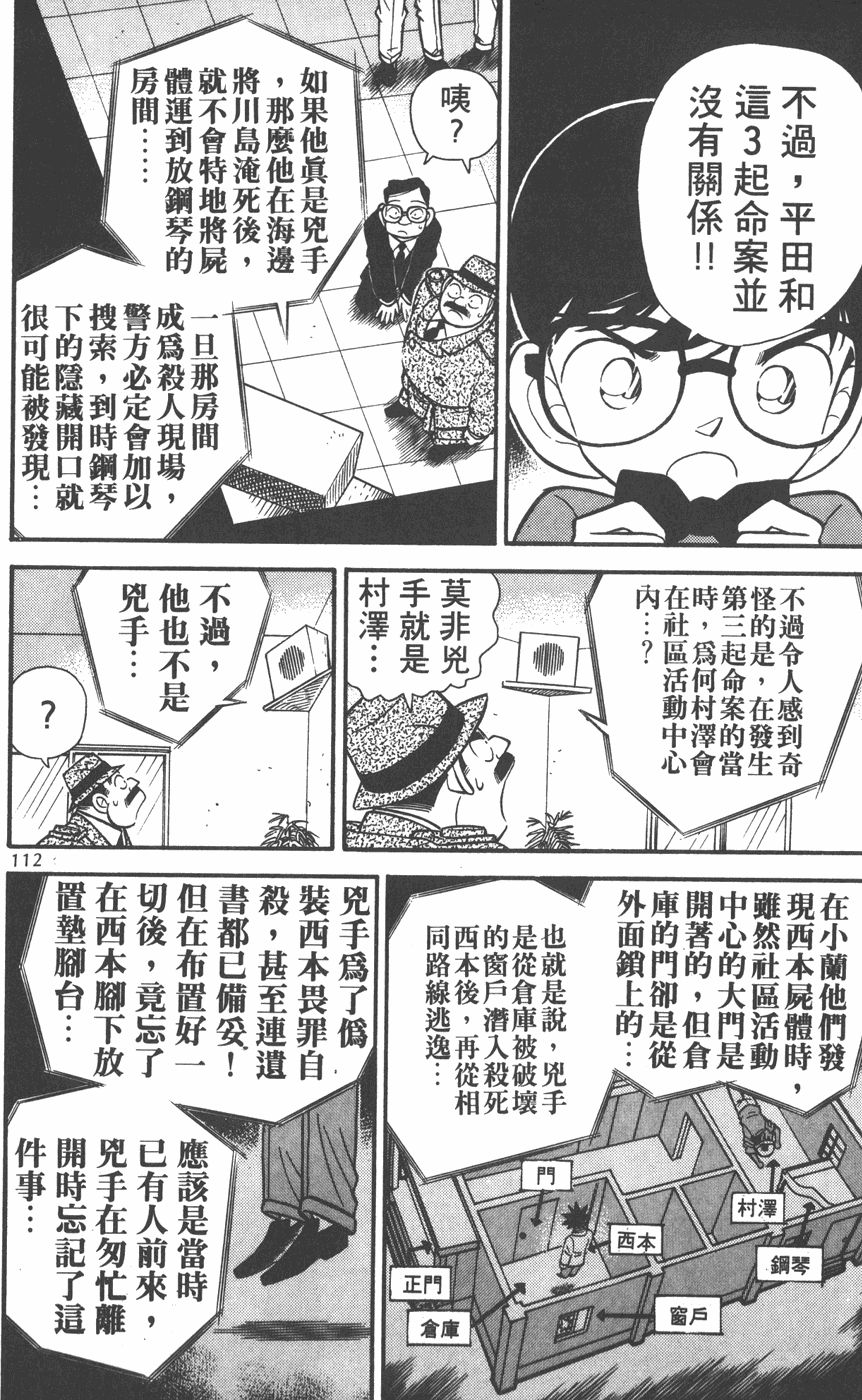 不過，平田和
這3起命案並
沒有關係!!
咦?
如果他真是兇手
，那麼他在海邊
將川島淹死後，
就不會特地將屍
體運到放鋼琴的
房間……
一旦那房間
成為殺人現場，
警方必定會加以
搜索，到時鋼琴
下的隱藏開口就
很可能被發現…
不過令人感到奇
怪的是，在發生
第三起命案的當
時，為何村澤會
在社區活動中心
內…?
莫非兇
手就是
村澤…
不過，
他也不是
兇手…
?
112
在小蘭他們發
現西本屍體時，
雖然社區活動
中心的大門是
開著的，但倉
庫的門卻是從
外面鎖上的…
也就是說，兇手
是從倉庫被破壞
的窗戶潛入殺死
西本後，再從相
同路線逃逸…
門
西本
村澤
鋼琴
正門
倉庫
窗戶
兇手為了偽
裝西本畏罪自
殺，甚至連遺
書都已備妥!
但在布置好一
切後，竟忘了
在西本腳下放
置墊腳台…
應該是當時
已有人前來，
兇手在匆忙離
開時忘記了這
件事…